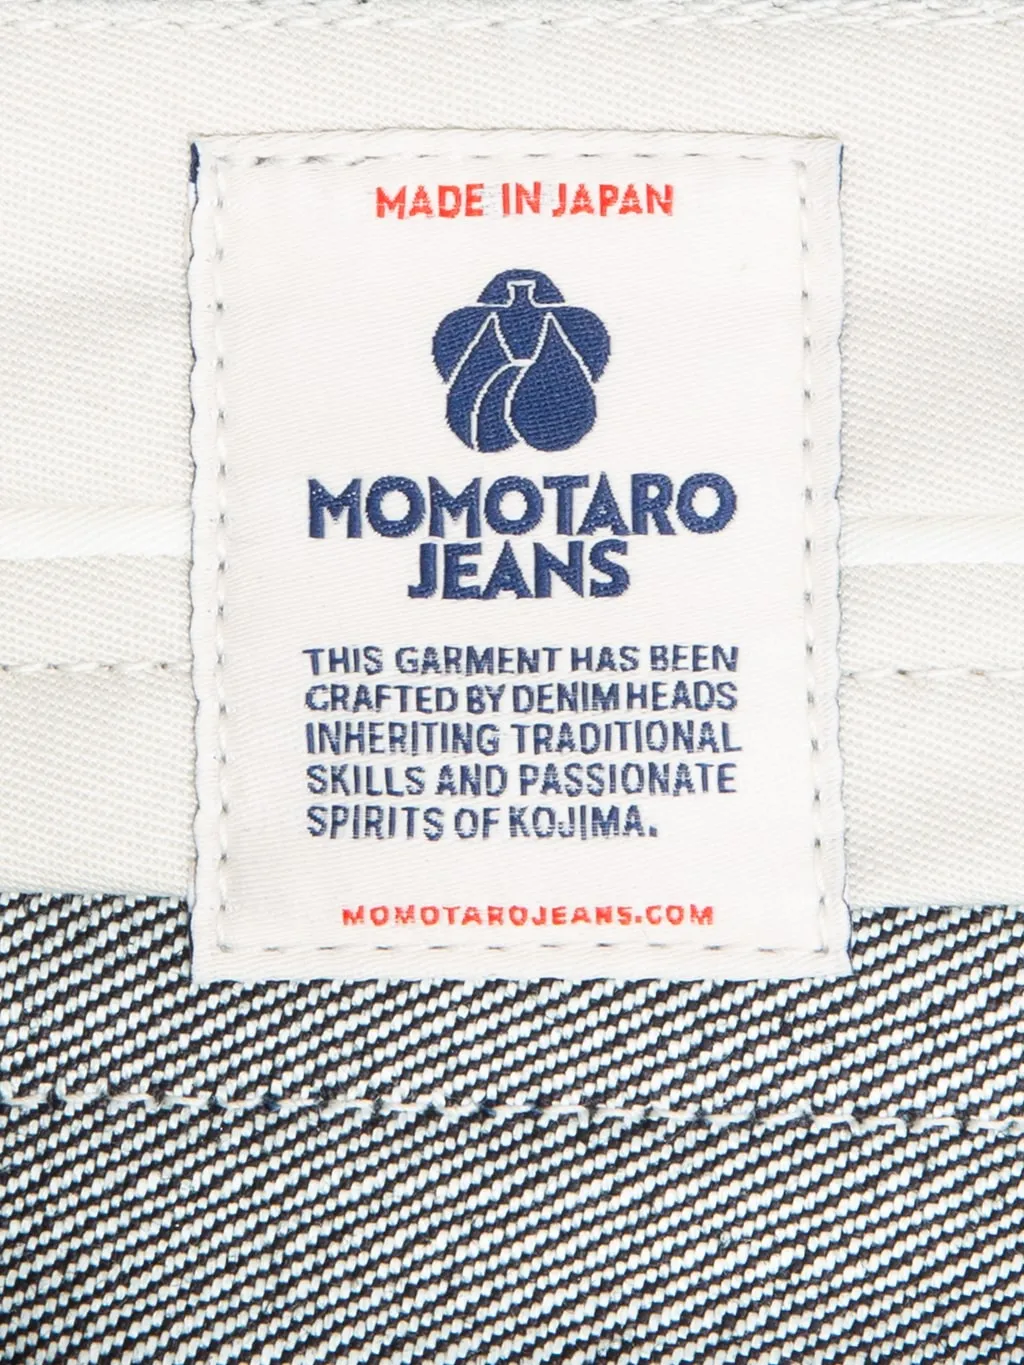 MADE IN JAPAN
MOMOTARO
JEANS
THIS GARMENT HAS BEEN
CRAFTED BY DENIM HEADS
INHERITING TRADITIONAL
SKILLS AND PASSIONATE
SPIRITS OF KOJIMA.
MOMOTAROJEANS.COM